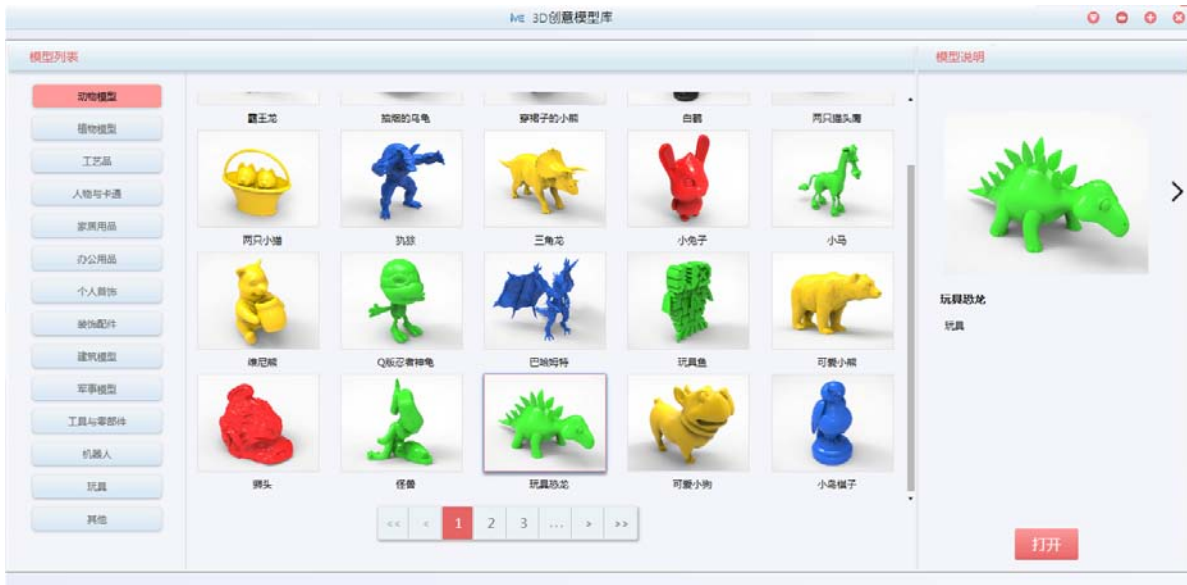 3D创意模型库
模型列表
模型说明
动物模型
植物模型
工艺品
人物与卡通
家居用品
办公用品
个人首饰
装饰配件
建筑模型
军事模型
工具与零部件
机器人
玩具
其他
霸王龙
抽烟的乌龟
穿裙子的小熊
白鹤
两只猫头鹰
两只小猫
犰狳
三角龙
小兔子
小马
维尼熊
Q版忍者神龟
巴哈姆特
玩具鱼
可爱小熊
狮头
怪兽
玩具恐龙
可爱小狗
小鸟棋子
<< < 1 2 3 ... > >>
玩具恐龙
玩具
打开